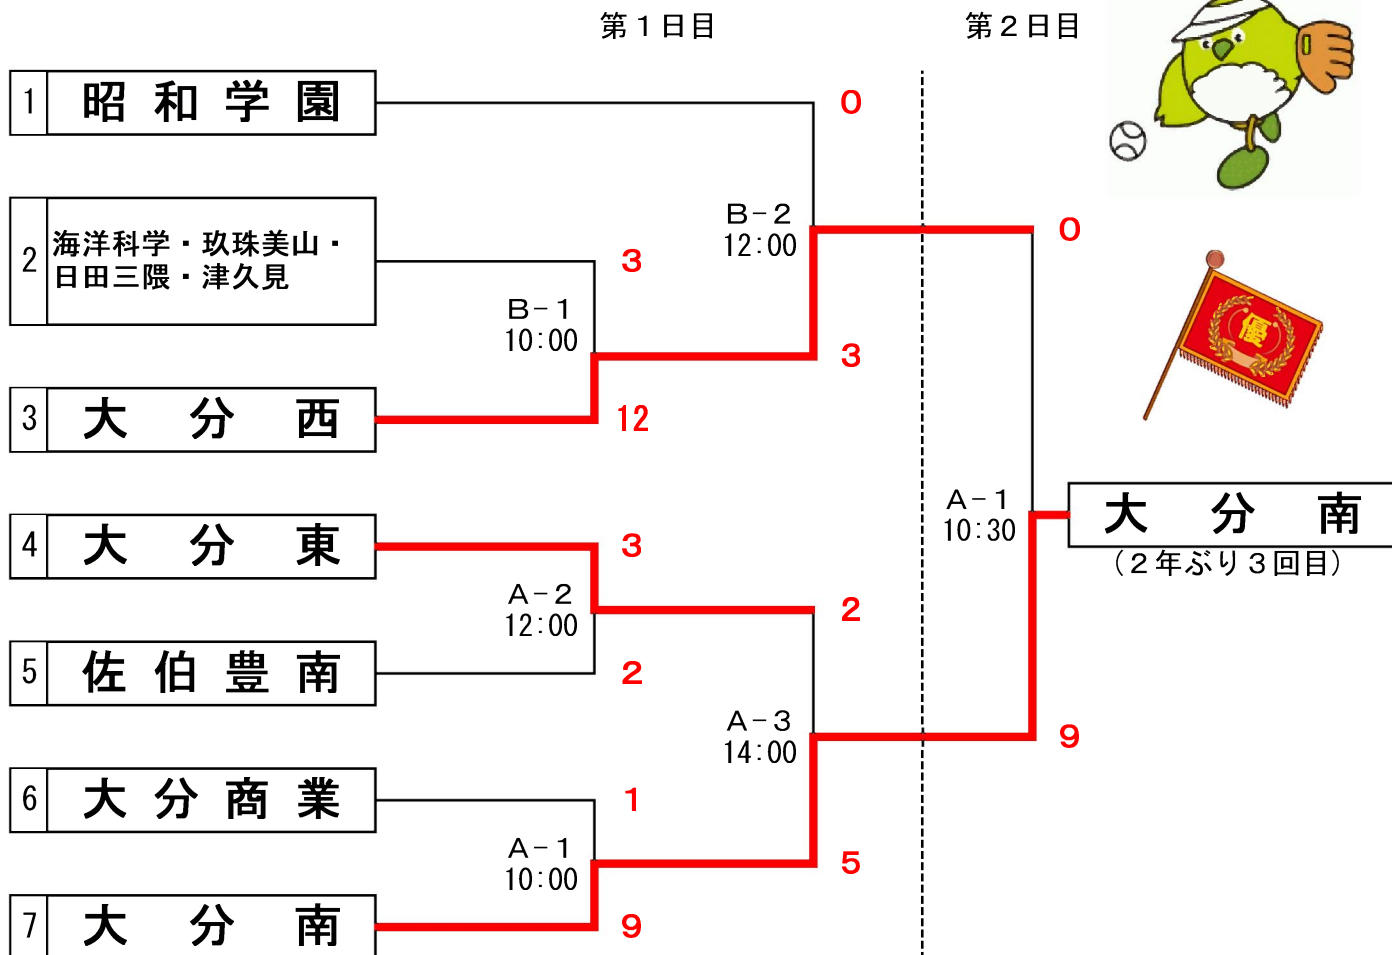 第１日目
第２日目
1
昭和学園
0
2
海洋科学・玖珠美山・
日田三隈・津久見
3
B-1
10:00
B-2
12:00
0
3
3
大分西
12
優
4
大分東
3
A-2
12:00
2
A-1
10:30
大分南
（２年ぶり３回目）
5
佐伯豊南
2
A-3
14:00
9
6
大分商業
1
A-1
10:00
5
7
大分南
9